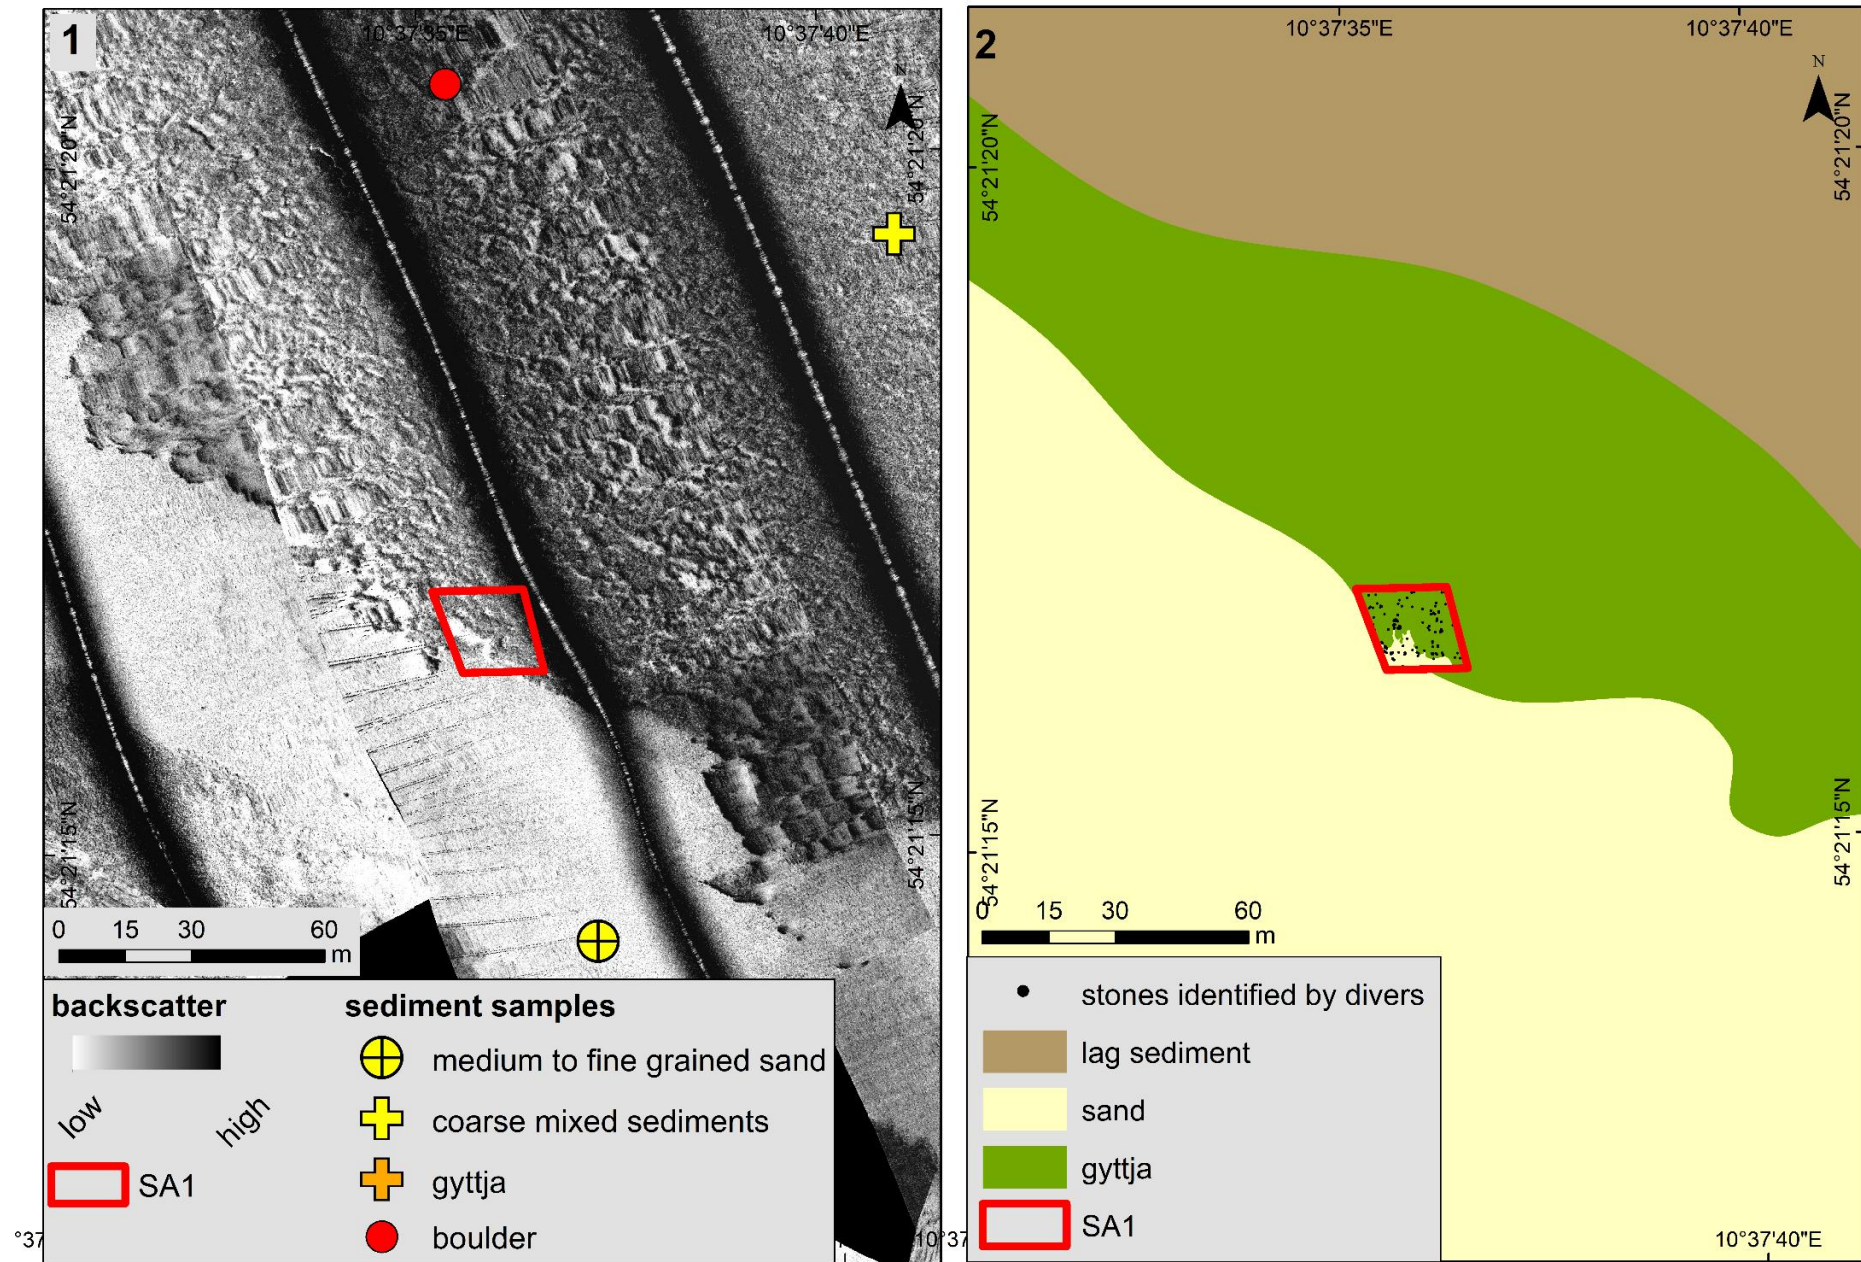 1
10°37'35"E
10°37'40"E
N
54°21'20"N
54°21'20"N
54°21'15"N
54°21'15"N
0 15 30 60
m
backscatter
low
high
SA1
sediment samples
medium to fine grained sand
coarse mixed sediments
gyttja
boulder
°37
10°37
2
10°37'35"E
10°37'40"E
N
54°21'20"N
54°21'20"N
54°21'15"N
54°21'15"N
0 15 30 60
m
stones identified by divers
lag sediment
sand
gyttja
SA1
10°37'40"E